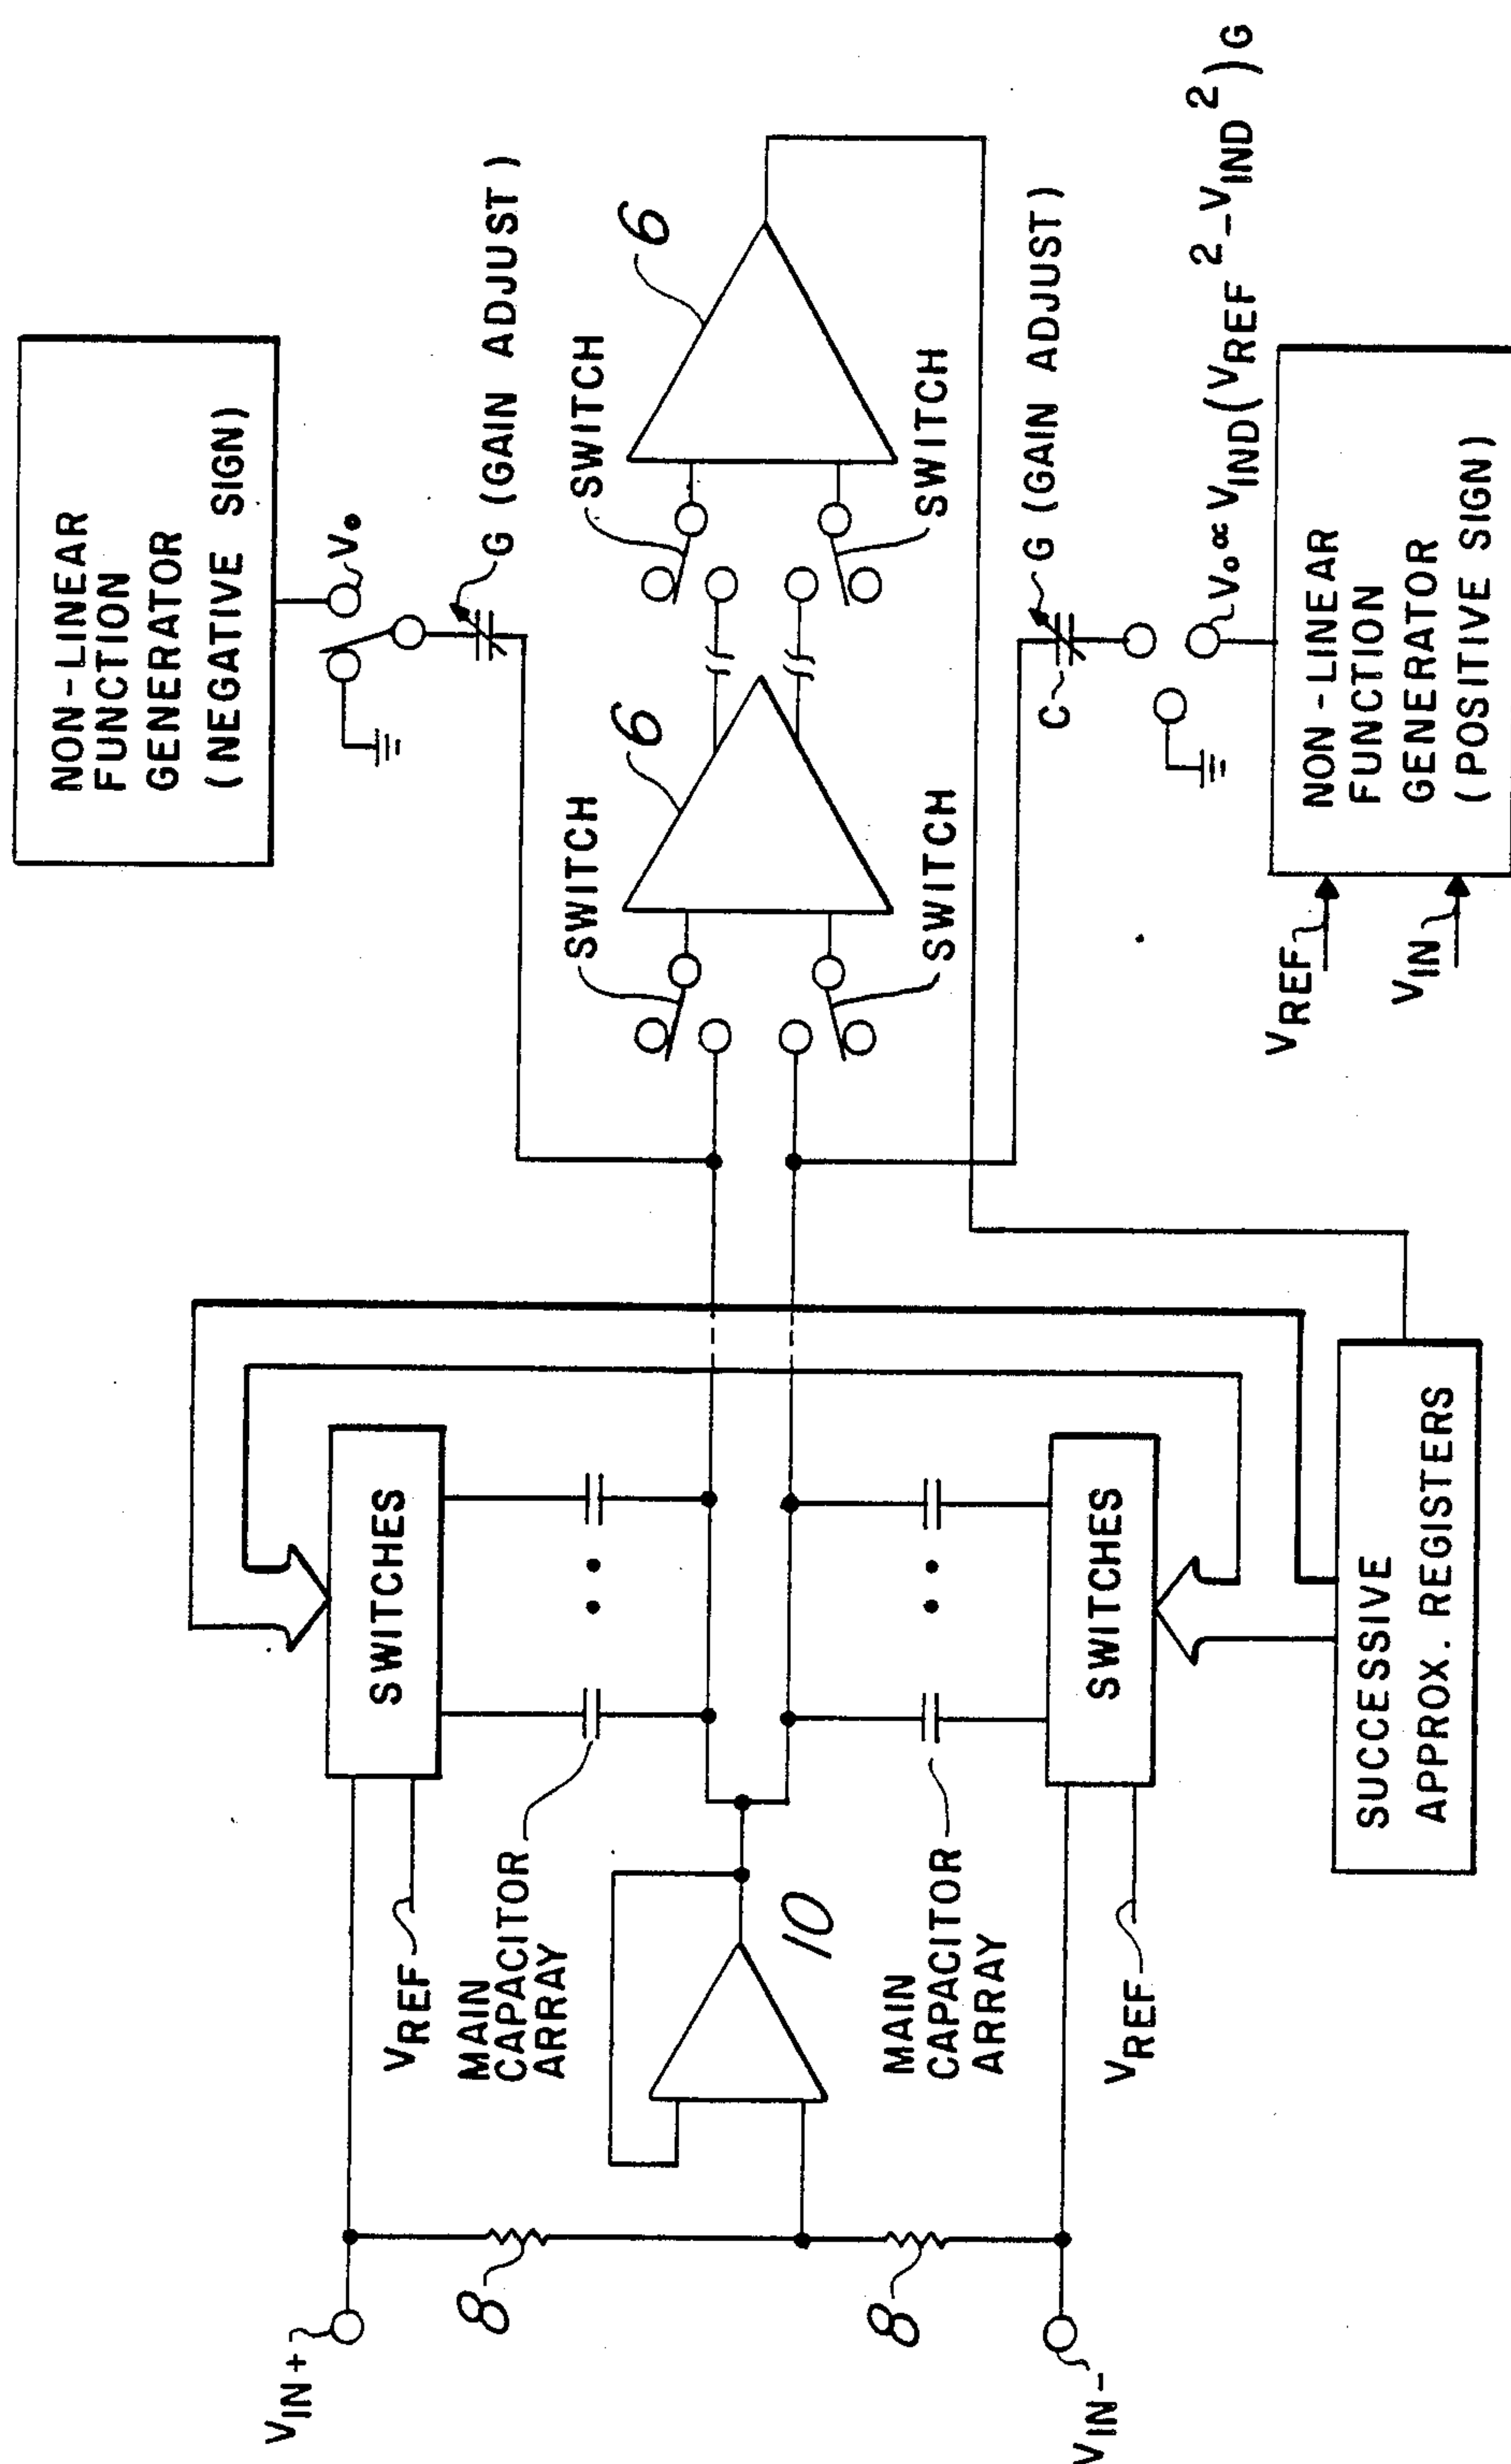 NON-LINEAR
FUNCTION
GENERATOR
(NEGATIVE SIGN)
V₀
G (GAIN ADJUST)
V_IN+
SWITCHES
V_REF
MAIN
CAPACITOR
ARRAY
8
SWITCH
6
SWITCH
6
10
SWITCH
SWITCH
MAIN
CAPACITOR
ARRAY
8
C
G (GAIN ADJUST)
SWITCHES
V_REF
V_IN-
V₀ ∝ V_IND(V_REF²-V_IND²)G
V_REF
V_IN
NON-LINEAR
FUNCTION
GENERATOR
(POSITIVE SIGN)
SUCCESSIVE
APPROX. REGISTERS